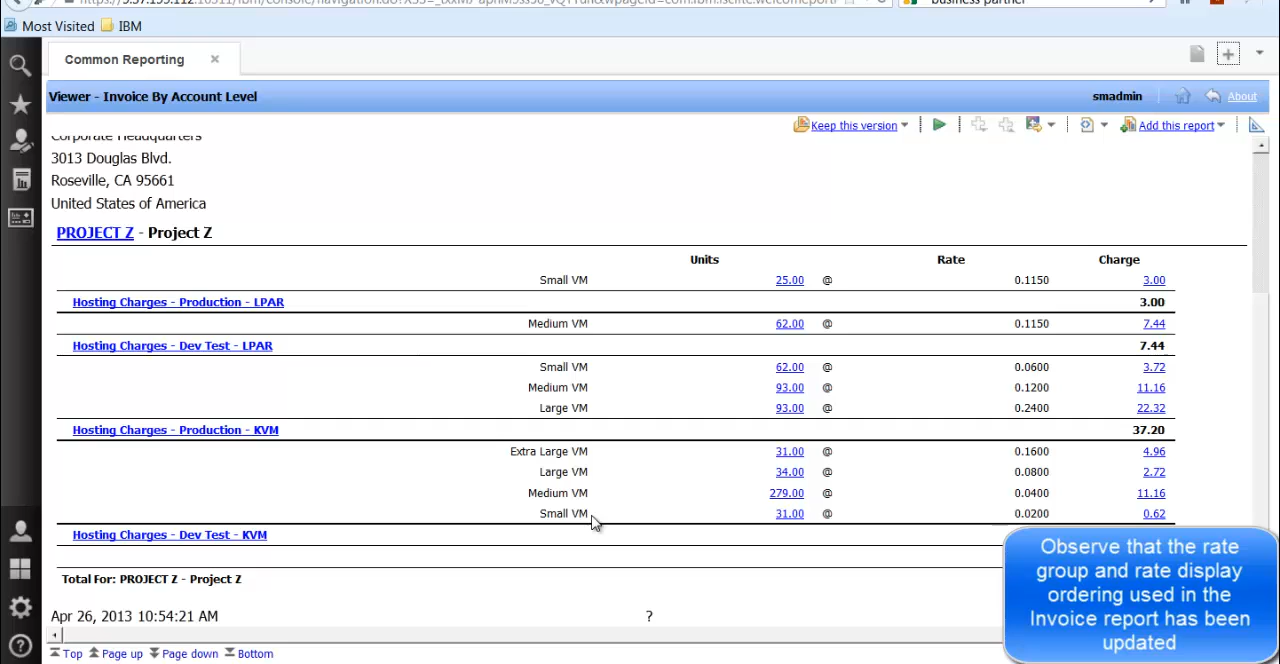 business partner
Most Visited IBM
Common Reporting
Viewer - Invoice By Account Level smadmin About
Keep this version Add this report
Corporate Headquarters
3013 Douglas Blvd.
Roseville, CA 95661
United States of America
PROJECT Z - Project Z
Units Rate Charge
Small VM 25.00 @ 0.1150 3.00
Hosting Charges - Production - LPAR 3.00
Medium VM 62.00 @ 0.1150 7.44
Hosting Charges - Dev Test - LPAR 7.44
Small VM 62.00 @ 0.0600 3.72
Medium VM 93.00 @ 0.1200 11.16
Large VM 93.00 @ 0.2400 22.32
Hosting Charges - Production - KVM 37.20
Extra Large VM 31.00 @ 0.1600 4.96
Large VM 34.00 @ 0.0800 2.72
Medium VM 279.00 @ 0.0400 11.16
Small VM 31.00 @ 0.0200 0.62
Hosting Charges - Dev Test - KVM
Total For: PROJECT Z - Project Z
Apr 26, 2013 10:54:21 AM ?
Top Page up Page down Bottom
Observe that the rate
group and rate display
ordering used in the
Invoice report has been
updated